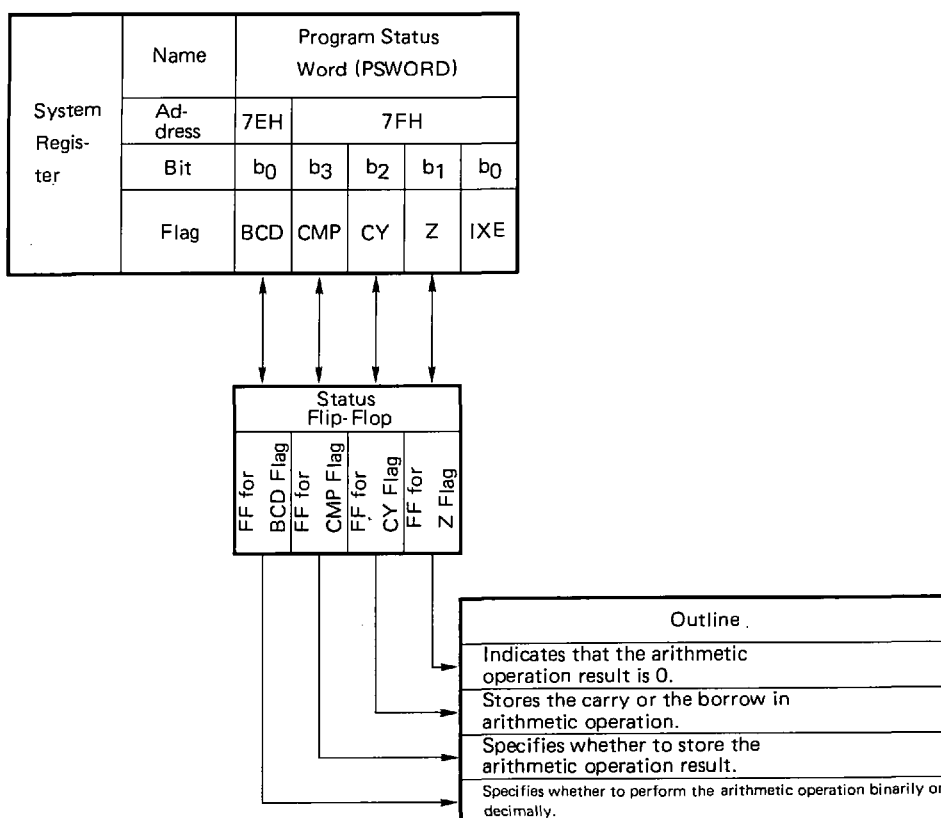 System
Regis-
ter
Name
Program Status
Word (PSWORD)
Ad-
dress
7EH
7FH
Bit
b0
b3
b2
b1
b0
Flag
BCD
CMP
CY
Z
IXE
Status
Flip-Flop
FF for
BCD Flag
FF for
CMP Flag
FF for
CY Flag
FF for
Z Flag
Outline
Indicates that the arithmetic
operation result is 0.
Stores the carry or the borrow in
arithmetic operation.
Specifies whether to store the
arithmetic operation result.
Specifies whether to perform the arithmetic operation binarily or
decimally.